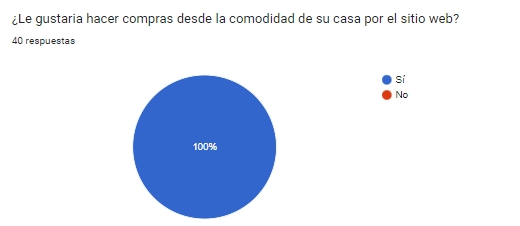 ¿Le gustaria hacer compras desde la comodidad de su casa por el sitio web?
40 respuestas
Sí
No
100%